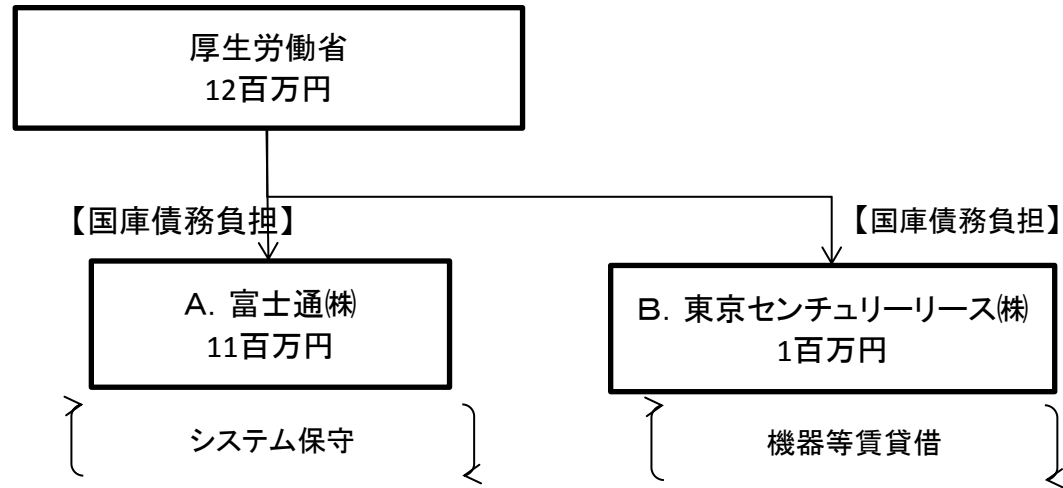 厚生労働省
12百万円
【国庫債務負担】
【国庫債務負担】
A．富士通㈱
11百万円
B．東京センチュリーリース㈱
1百万円
システム保守
機器等賃貸借